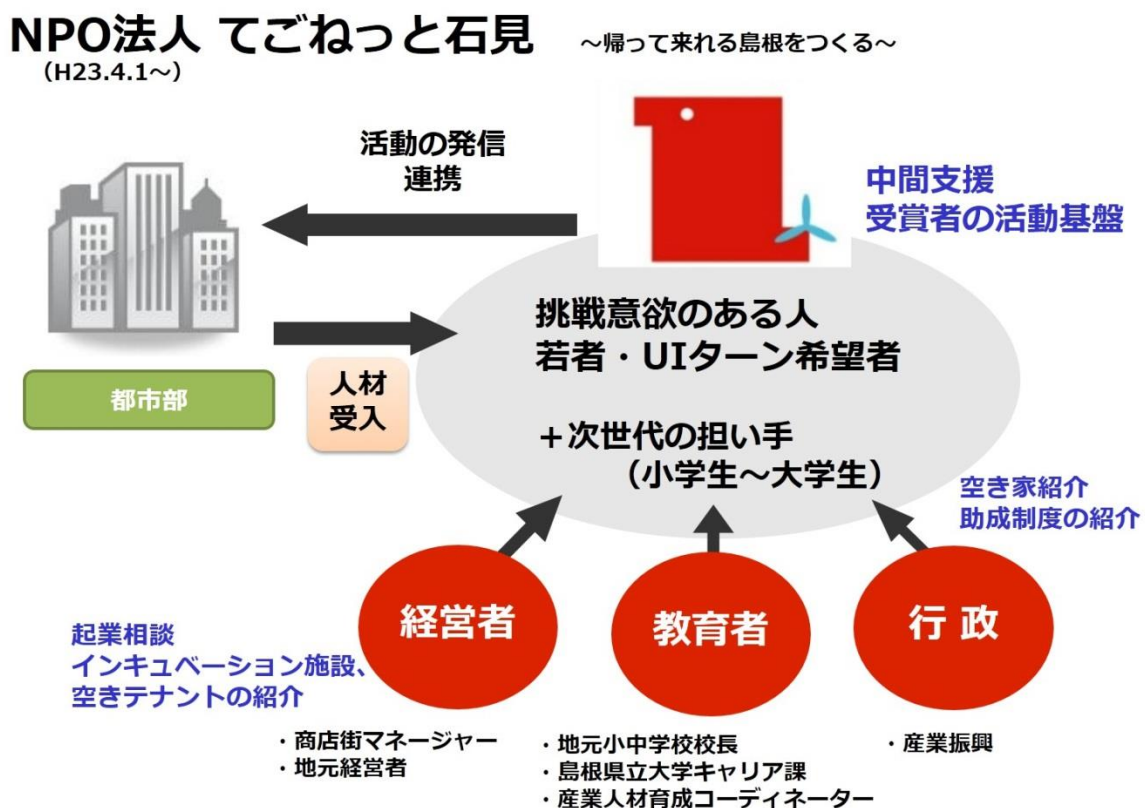 NPO法人 てごねっと石見
～帰って来れる島根をつくる～
（H23.4.1～）
活動の発信
連携
中間支援
受賞者の活動基盤
都市部
人材
受入
挑戦意欲のある人
若者・UIターン希望者
＋次世代の担い手
（小学生～大学生）
空き家紹介
助成制度の紹介
経営者
教育者
行 政
起業相談
インキュベーション施設、
空きテナントの紹介
・商店街マネージャー
・地元経営者
・地元小中学校校長
・島根県立大学キャリア課
・産業人材育成コーディネーター
・産業振興